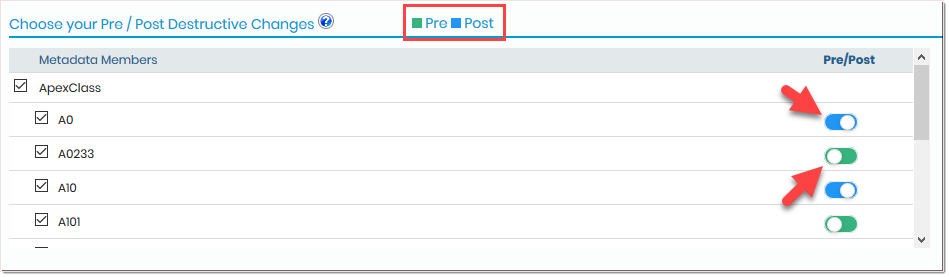 Choose your Pre / Post Destructive Changes ? Pre Post
Metadata Members Pre/Post
ApexClass
A0
A0233
A10
A101